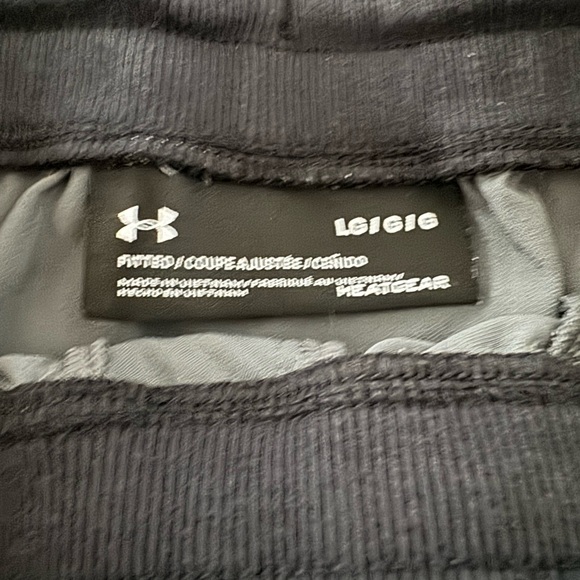 LG/G/G
FITTED/COUPE AJUSTÉE/CEÑIDO
MADE IN VIETNAM/FABRIQUÉ AU VIETNAM/
HECHO EN VIETNAM
HEATGEAR